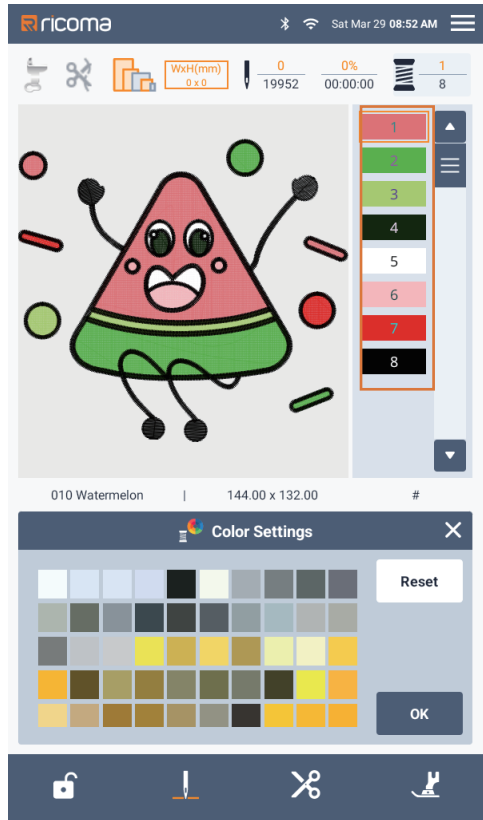 ricoma
Sat Mar 29 08:52 AM
WxH(mm)
0 x 0
0
19952
0%
00:00:00
1
8
1
2
3
4
5
6
7
8
010 Watermelon | 144.00 x 132.00 #
Color Settings
Reset
OK